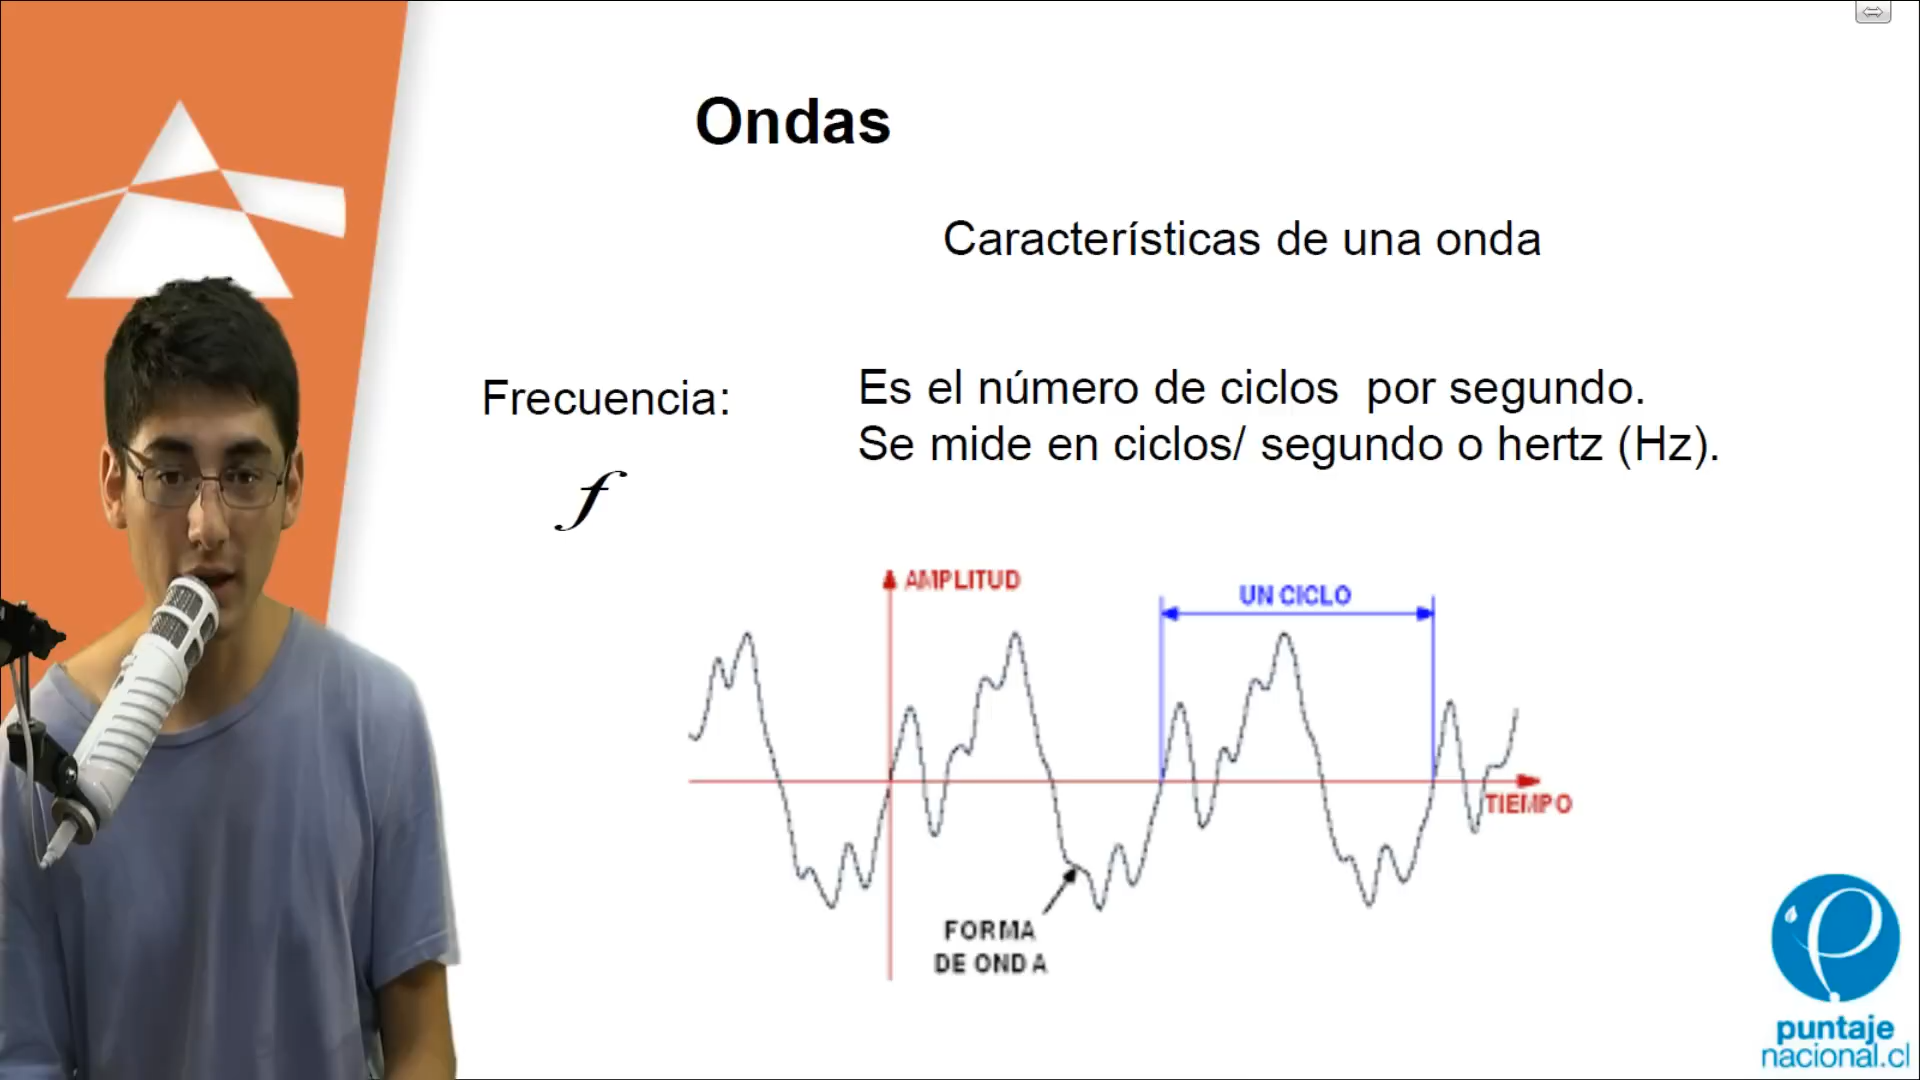 Ondas
Características de una onda
Frecuencia:
Es el número de ciclos por segundo.
Se mide en ciclos/ segundo o hertz (Hz).
f
AMPLITUD
UN CICLO
TIEMPO
FORMA
DE ONDA
puntaje
nacional.cl